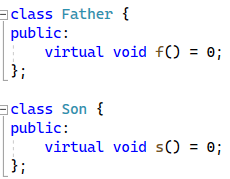 class Father {
public:
    virtual void f() = 0;
};
class Son {
public:
    virtual void s() = 0;
};